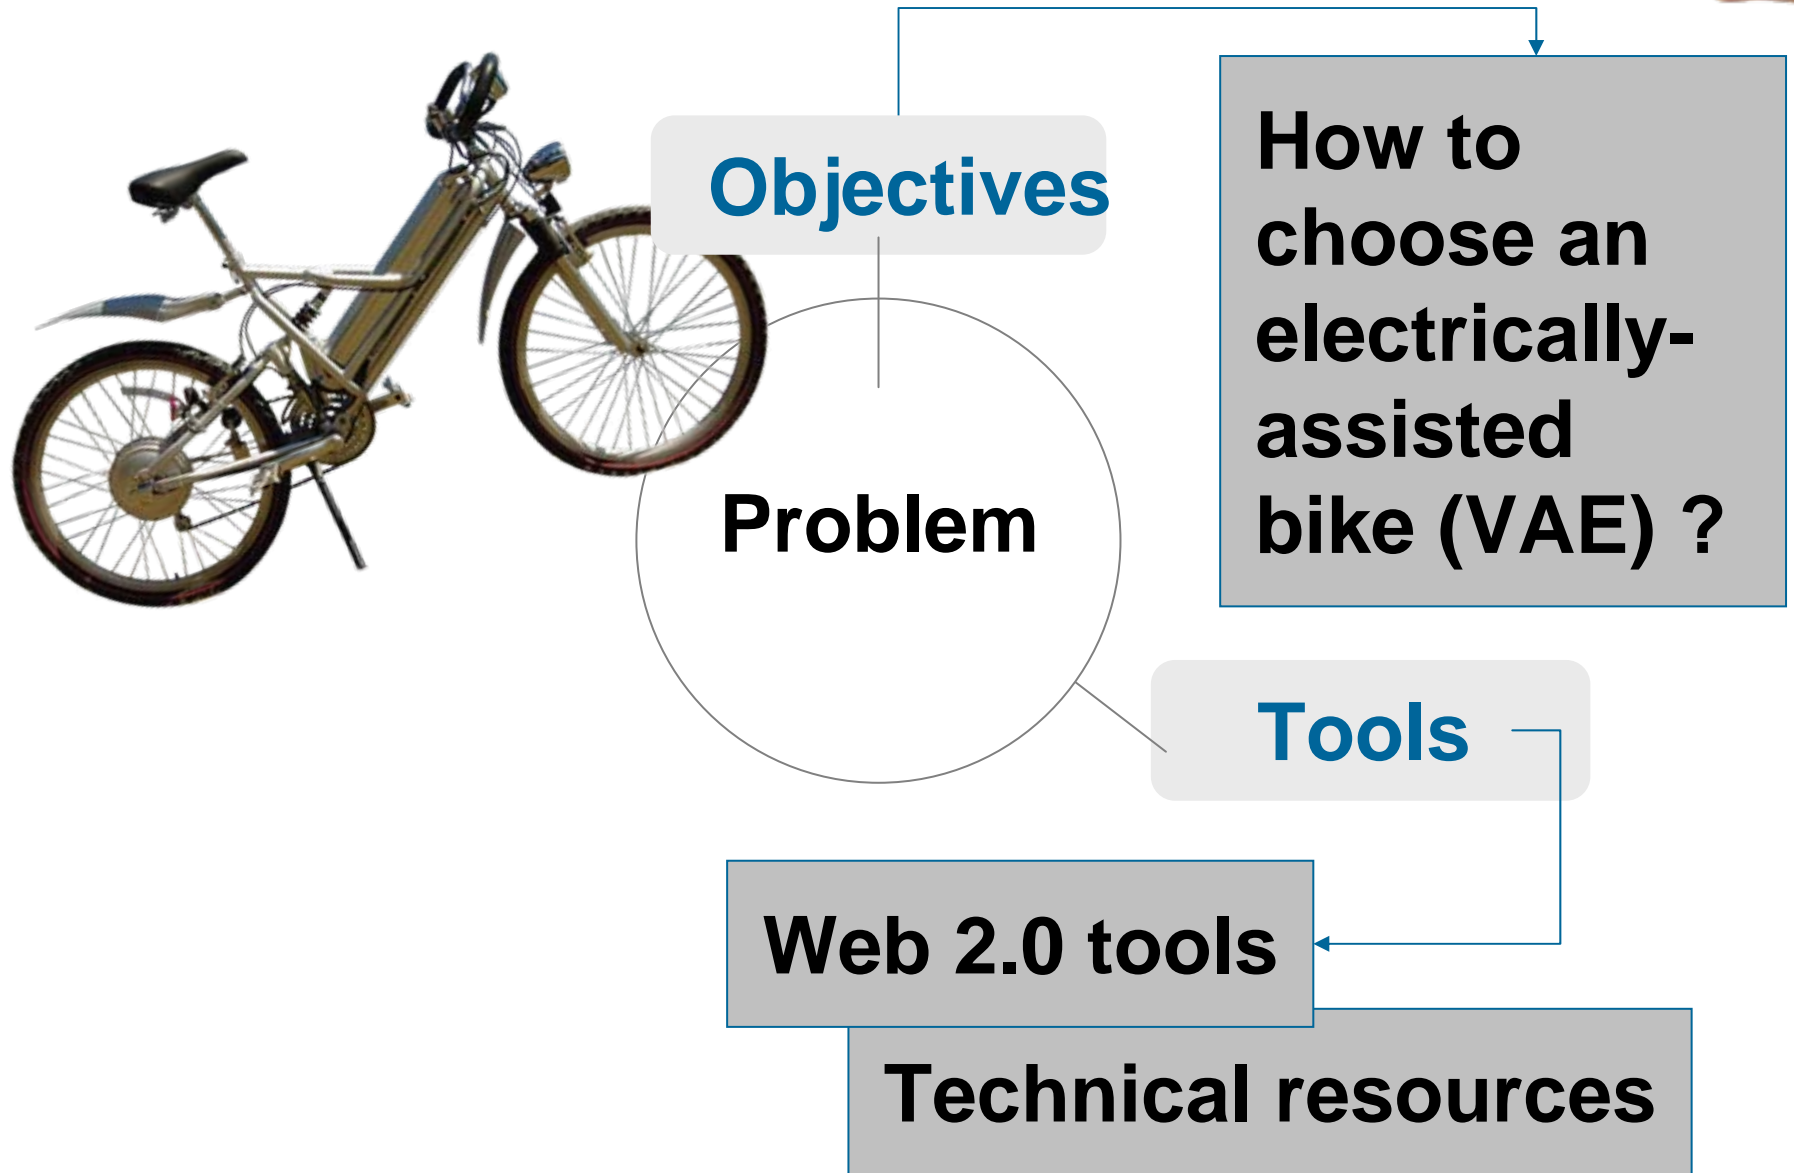 Objectives
How to
choose an
electrically-
assisted
bike (VAE) ?
Problem
Tools
Web 2.0 tools
Technical resources